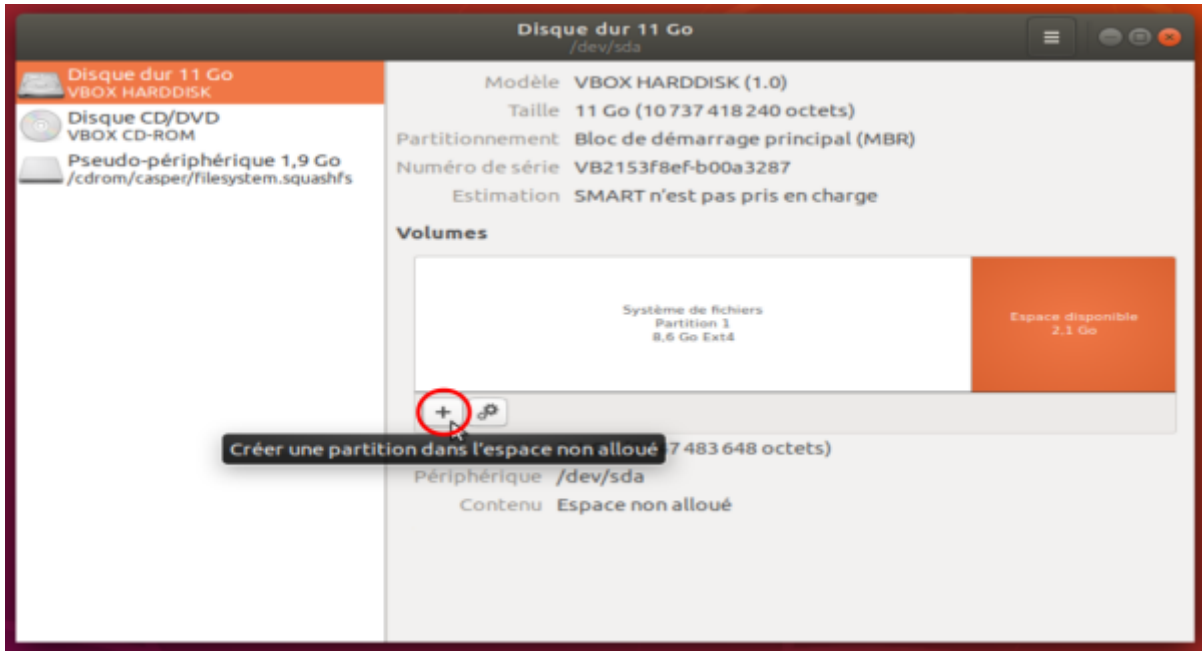 Disque dur 11 Go
/dev/sda
Disque dur 11 Go
VBOX HARDDISK
Disque CD/DVD
VBOX CD-ROM
Pseudo-périphérique 1,9 Go
/cdrom/casper/filesystem.squashfs
Modèle VBOX HARDDISK (1.0)
Taille 11 Go (10 737 418 240 octets)
Partitionnement Bloc de démarrage principal (MBR)
Numéro de série VB2153f8ef-b00a3287
Estimation SMART n'est pas pris en charge
Volumes
Système de fichiers
Partition 1
8,6 Go Ext4
Espace disponible
2,1 Go
+
Créer une partition dans l'espace non alloué
7 483 648 octets)
Périphérique /dev/sda
Contenu Espace non alloué